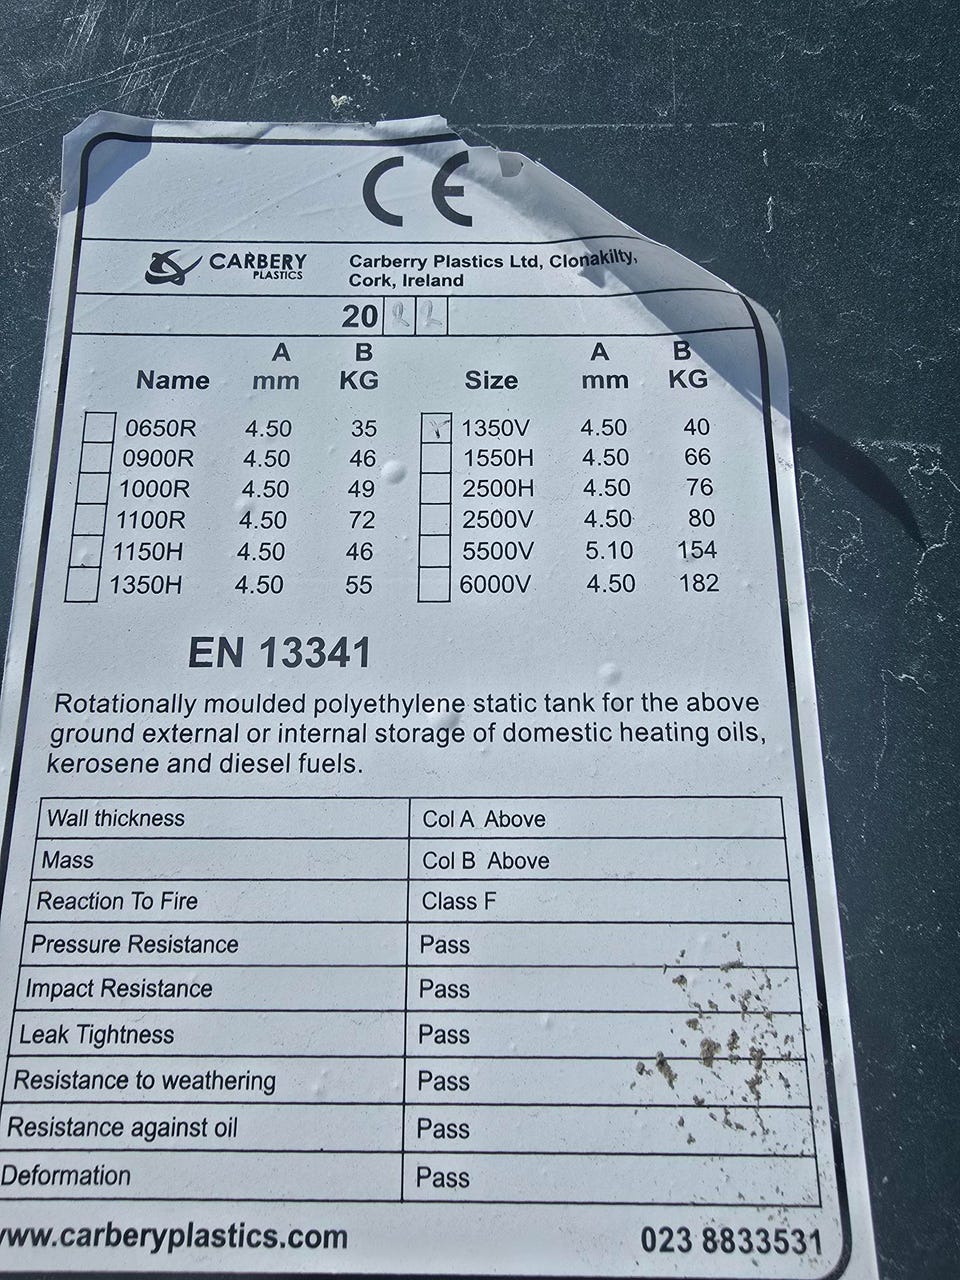 CE
CARBERY
PLASTICS
Carberry Plastics Ltd, Clonakilty,
Cork, Ireland
20 2 2
A B A B
Name mm KG Size mm KG
0650R 4.50 35 1350V 4.50 40
0900R 4.50 46 1550H 4.50 66
1000R 4.50 49 2500H 4.50 76
1100R 4.50 72 2500V 4.50 80
1150H 4.50 46 5500V 5.10 154
1350H 4.50 55 6000V 4.50 182
EN 13341
Rotationally moulded polyethylene static tank for the above
ground external or internal storage of domestic heating oils,
kerosene and diesel fuels.
Wall thickness Col A Above
Mass Col B Above
Reaction To Fire Class F
Pressure Resistance Pass
Impact Resistance Pass
Leak Tightness Pass
Resistance to weathering Pass
Resistance against oil Pass
Deformation Pass
www.carberyplastics.com 023 8833531